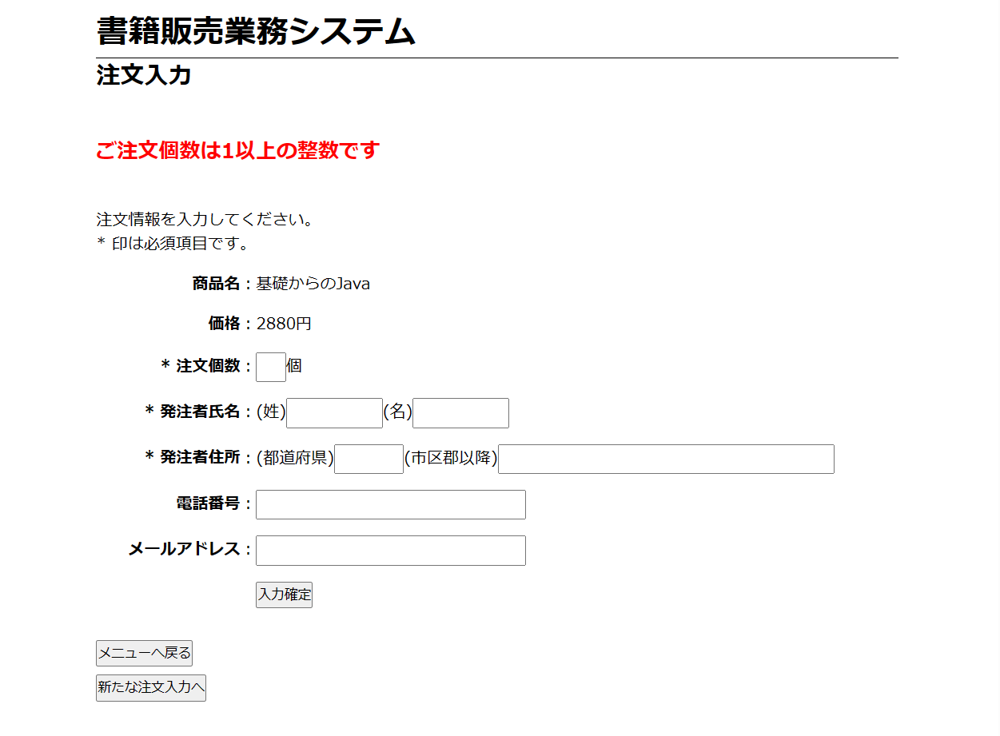 書籍販売業務システム
注文入力
ご注文個数は1以上の整数です
注文情報を入力してください。
* 印は必須項目です。
商品名 : 基礎からのJava
価格 : 2880円
* 注文個数 : 個
* 発注者氏名 : (姓) (名)
* 発注者住所 : (都道府県) (市区郡以降)
電話番号 :
メールアドレス :
入力確定
メニューへ戻る
新たな注文入力へ